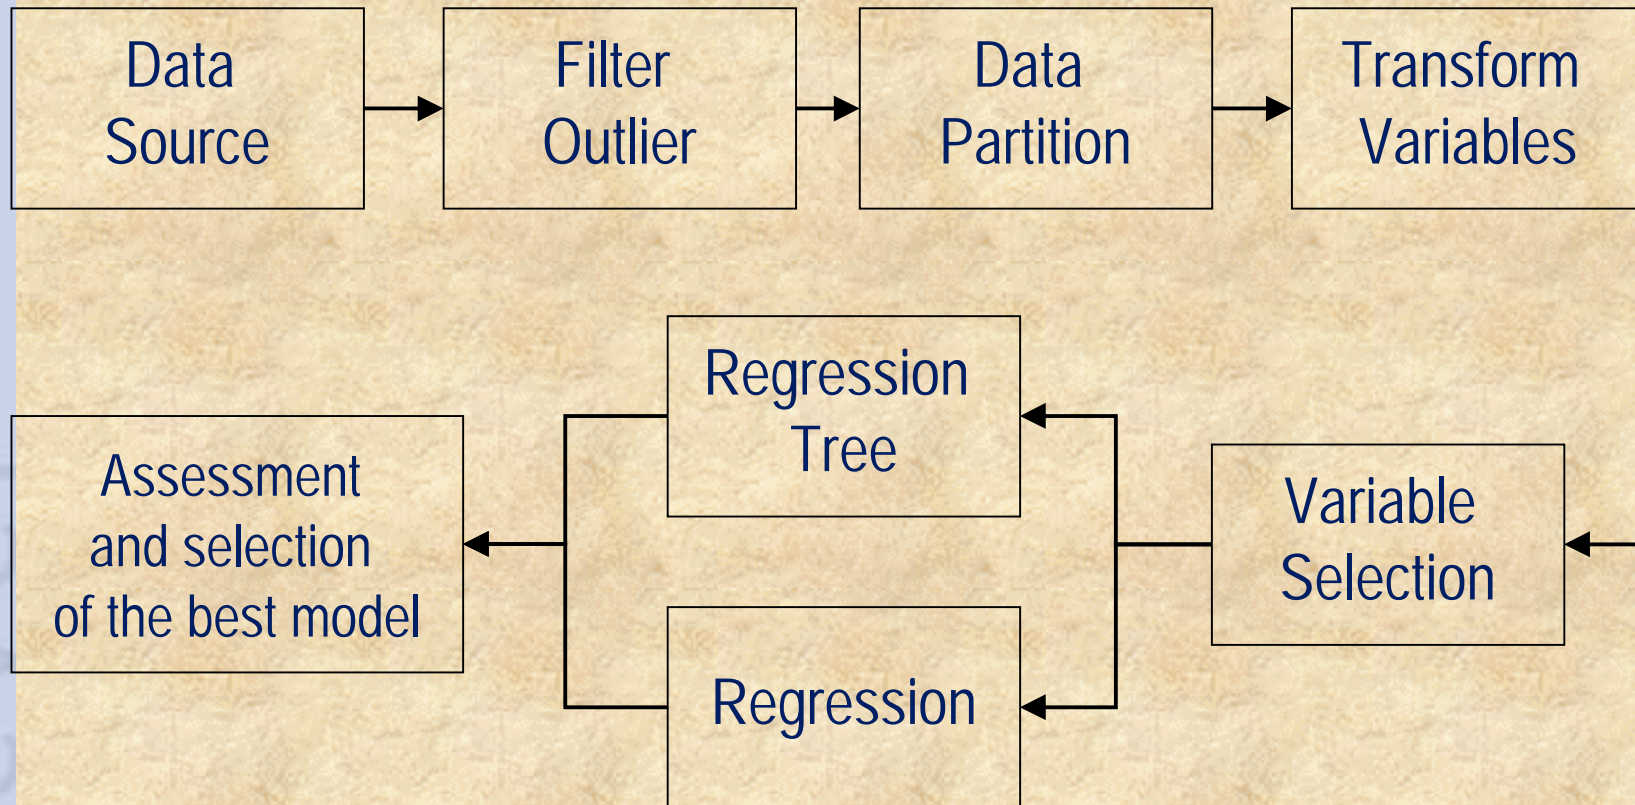 Data
Source
Filter
Outlier
Data
Partition
Transform
Variables
Regression
Tree
Assessment
and selection
of the best model
Variable
Selection
Regression